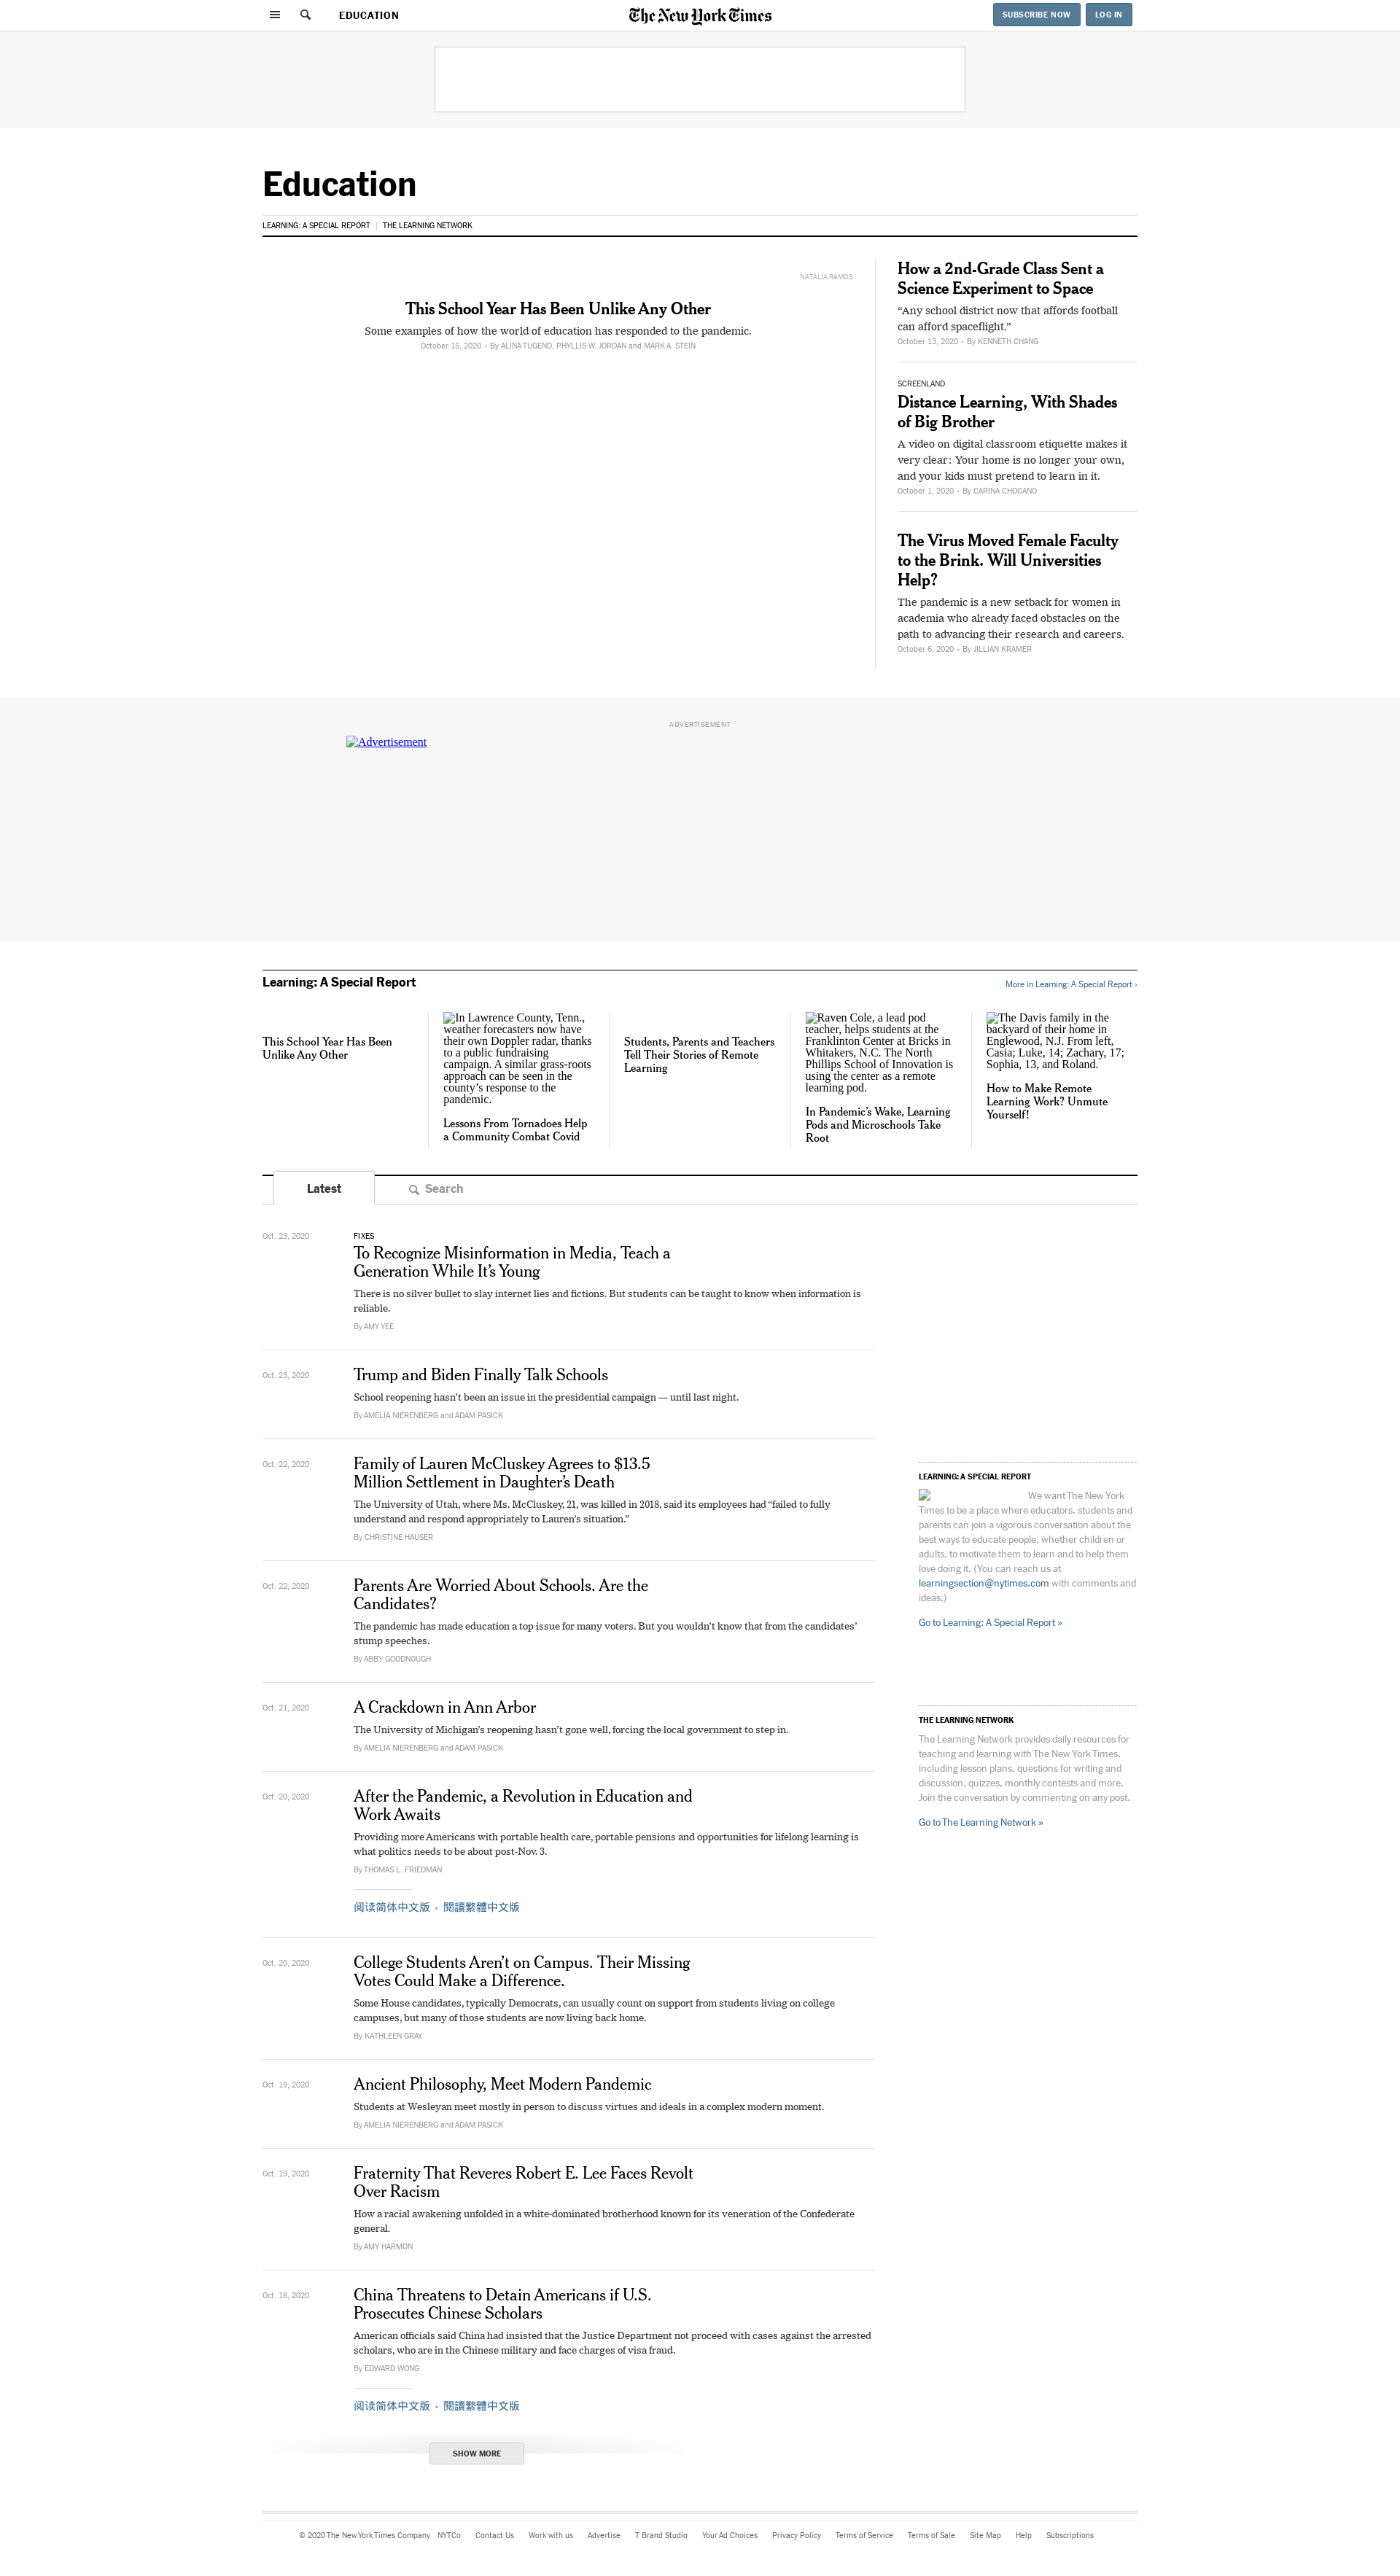 EDUCATION
The New York Times
SUBSCRIBE NOW
LOG IN
Education
LEARNING: A SPECIAL REPORT
THE LEARNING NETWORK
NATALIA RAMOS
This School Year Has Been Unlike Any Other
Some examples of how the world of education has responded to the pandemic.
October 15, 2020 • By ALINA TUGEND, PHYLLIS W. JORDAN and MARK A. STEIN
How a 2nd-Grade Class Sent a
Science Experiment to Space
“Any school district now that affords football
can afford spaceflight.”
October 13, 2020 • By KENNETH CHANG
SCREENLAND
Distance Learning, With Shades
of Big Brother
A video on digital classroom etiquette makes it
very clear: Your home is no longer your own,
and your kids must pretend to learn in it.
October 1, 2020 • By CARINA CHOCANO
The Virus Moved Female Faculty
to the Brink. Will Universities
Help?
The pandemic is a new setback for women in
academia who already faced obstacles on the
path to advancing their research and careers.
October 6, 2020 • By JILLIAN KRAMER
ADVERTISEMENT
Advertisement
Learning: A Special Report
More in Learning: A Special Report ›
This School Year Has Been
Unlike Any Other
In Lawrence County, Tenn.,
weather forecasters now have
their own Doppler radar, thanks
to a public fundraising
campaign. A similar grass-roots
approach can be seen in the
county’s response to the
pandemic.
Lessons From Tornadoes Help
a Community Combat Covid
Students, Parents and Teachers
Tell Their Stories of Remote
Learning
Raven Cole, a lead pod
teacher, helps students at the
Franklinton Center at Bricks in
Whitakers, N.C. The North
Phillips School of Innovation is
using the center as a remote
learning pod.
In Pandemic’s Wake, Learning
Pods and Microschools Take
Root
The Davis family in the
backyard of their home in
Englewood, N.J. From left,
Casia; Luke, 14; Zachary, 17;
Sophia, 13, and Roland.
How to Make Remote
Learning Work? Unmute
Yourself!
Latest
Search
Oct. 23, 2020
FIXES
To Recognize Misinformation in Media, Teach a
Generation While It’s Young
There is no silver bullet to slay internet lies and fictions. But students can be taught to know when information is
reliable.
By AMY YEE
Oct. 23, 2020
Trump and Biden Finally Talk Schools
School reopening hasn’t been an issue in the presidential campaign — until last night.
By AMELIA NIERENBERG and ADAM PASICK
Oct. 22, 2020
Family of Lauren McCluskey Agrees to $13.5
Million Settlement in Daughter’s Death
The University of Utah, where Ms. McCluskey, 21, was killed in 2018, said its employees had “failed to fully
understand and respond appropriately to Lauren’s situation.”
By CHRISTINE HAUSER
Oct. 22, 2020
Parents Are Worried About Schools. Are the
Candidates?
The pandemic has made education a top issue for many voters. But you wouldn’t know that from the candidates’
stump speeches.
By ABBY GOODNOUGH
Oct. 21, 2020
A Crackdown in Ann Arbor
The University of Michigan’s reopening hasn’t gone well, forcing the local government to step in.
By AMELIA NIERENBERG and ADAM PASICK
Oct. 20, 2020
After the Pandemic, a Revolution in Education and
Work Awaits
Providing more Americans with portable health care, portable pensions and opportunities for lifelong learning is
what politics needs to be about post-Nov. 3.
By THOMAS L. FRIEDMAN
阅读简体中文版 • 閱讀繁體中文版
Oct. 20, 2020
College Students Aren’t on Campus. Their Missing
Votes Could Make a Difference.
Some House candidates, typically Democrats, can usually count on support from students living on college
campuses, but many of those students are now living back home.
By KATHLEEN GRAY
Oct. 19, 2020
Ancient Philosophy, Meet Modern Pandemic
Students at Wesleyan meet mostly in person to discuss virtues and ideals in a complex modern moment.
By AMELIA NIERENBERG and ADAM PASICK
Oct. 19, 2020
Fraternity That Reveres Robert E. Lee Faces Revolt
Over Racism
How a racial awakening unfolded in a white-dominated brotherhood known for its veneration of the Confederate
general.
By AMY HARMON
Oct. 18, 2020
China Threatens to Detain Americans if U.S.
Prosecutes Chinese Scholars
American officials said China had insisted that the Justice Department not proceed with cases against the arrested
scholars, who are in the Chinese military and face charges of visa fraud.
By EDWARD WONG
阅读简体中文版 • 閱讀繁體中文版
SHOW MORE
LEARNING: A SPECIAL REPORT
We want The New York
Times to be a place where educators, students and
parents can join a vigorous conversation about the
best ways to educate people, whether children or
adults, to motivate them to learn and to help them
love doing it. (You can reach us at
learningsection@nytimes.com with comments and
ideas.)
Go to Learning: A Special Report »
THE LEARNING NETWORK
The Learning Network provides daily resources for
teaching and learning with The New York Times,
including lesson plans, questions for writing and
discussion, quizzes, monthly contests and more.
Join the conversation by commenting on any post.
Go to The Learning Network »
© 2020 The New York Times Company NYTCo Contact Us Work with us Advertise T Brand Studio Your Ad Choices Privacy Policy Terms of Service Terms of Sale Site Map Help Subscriptions